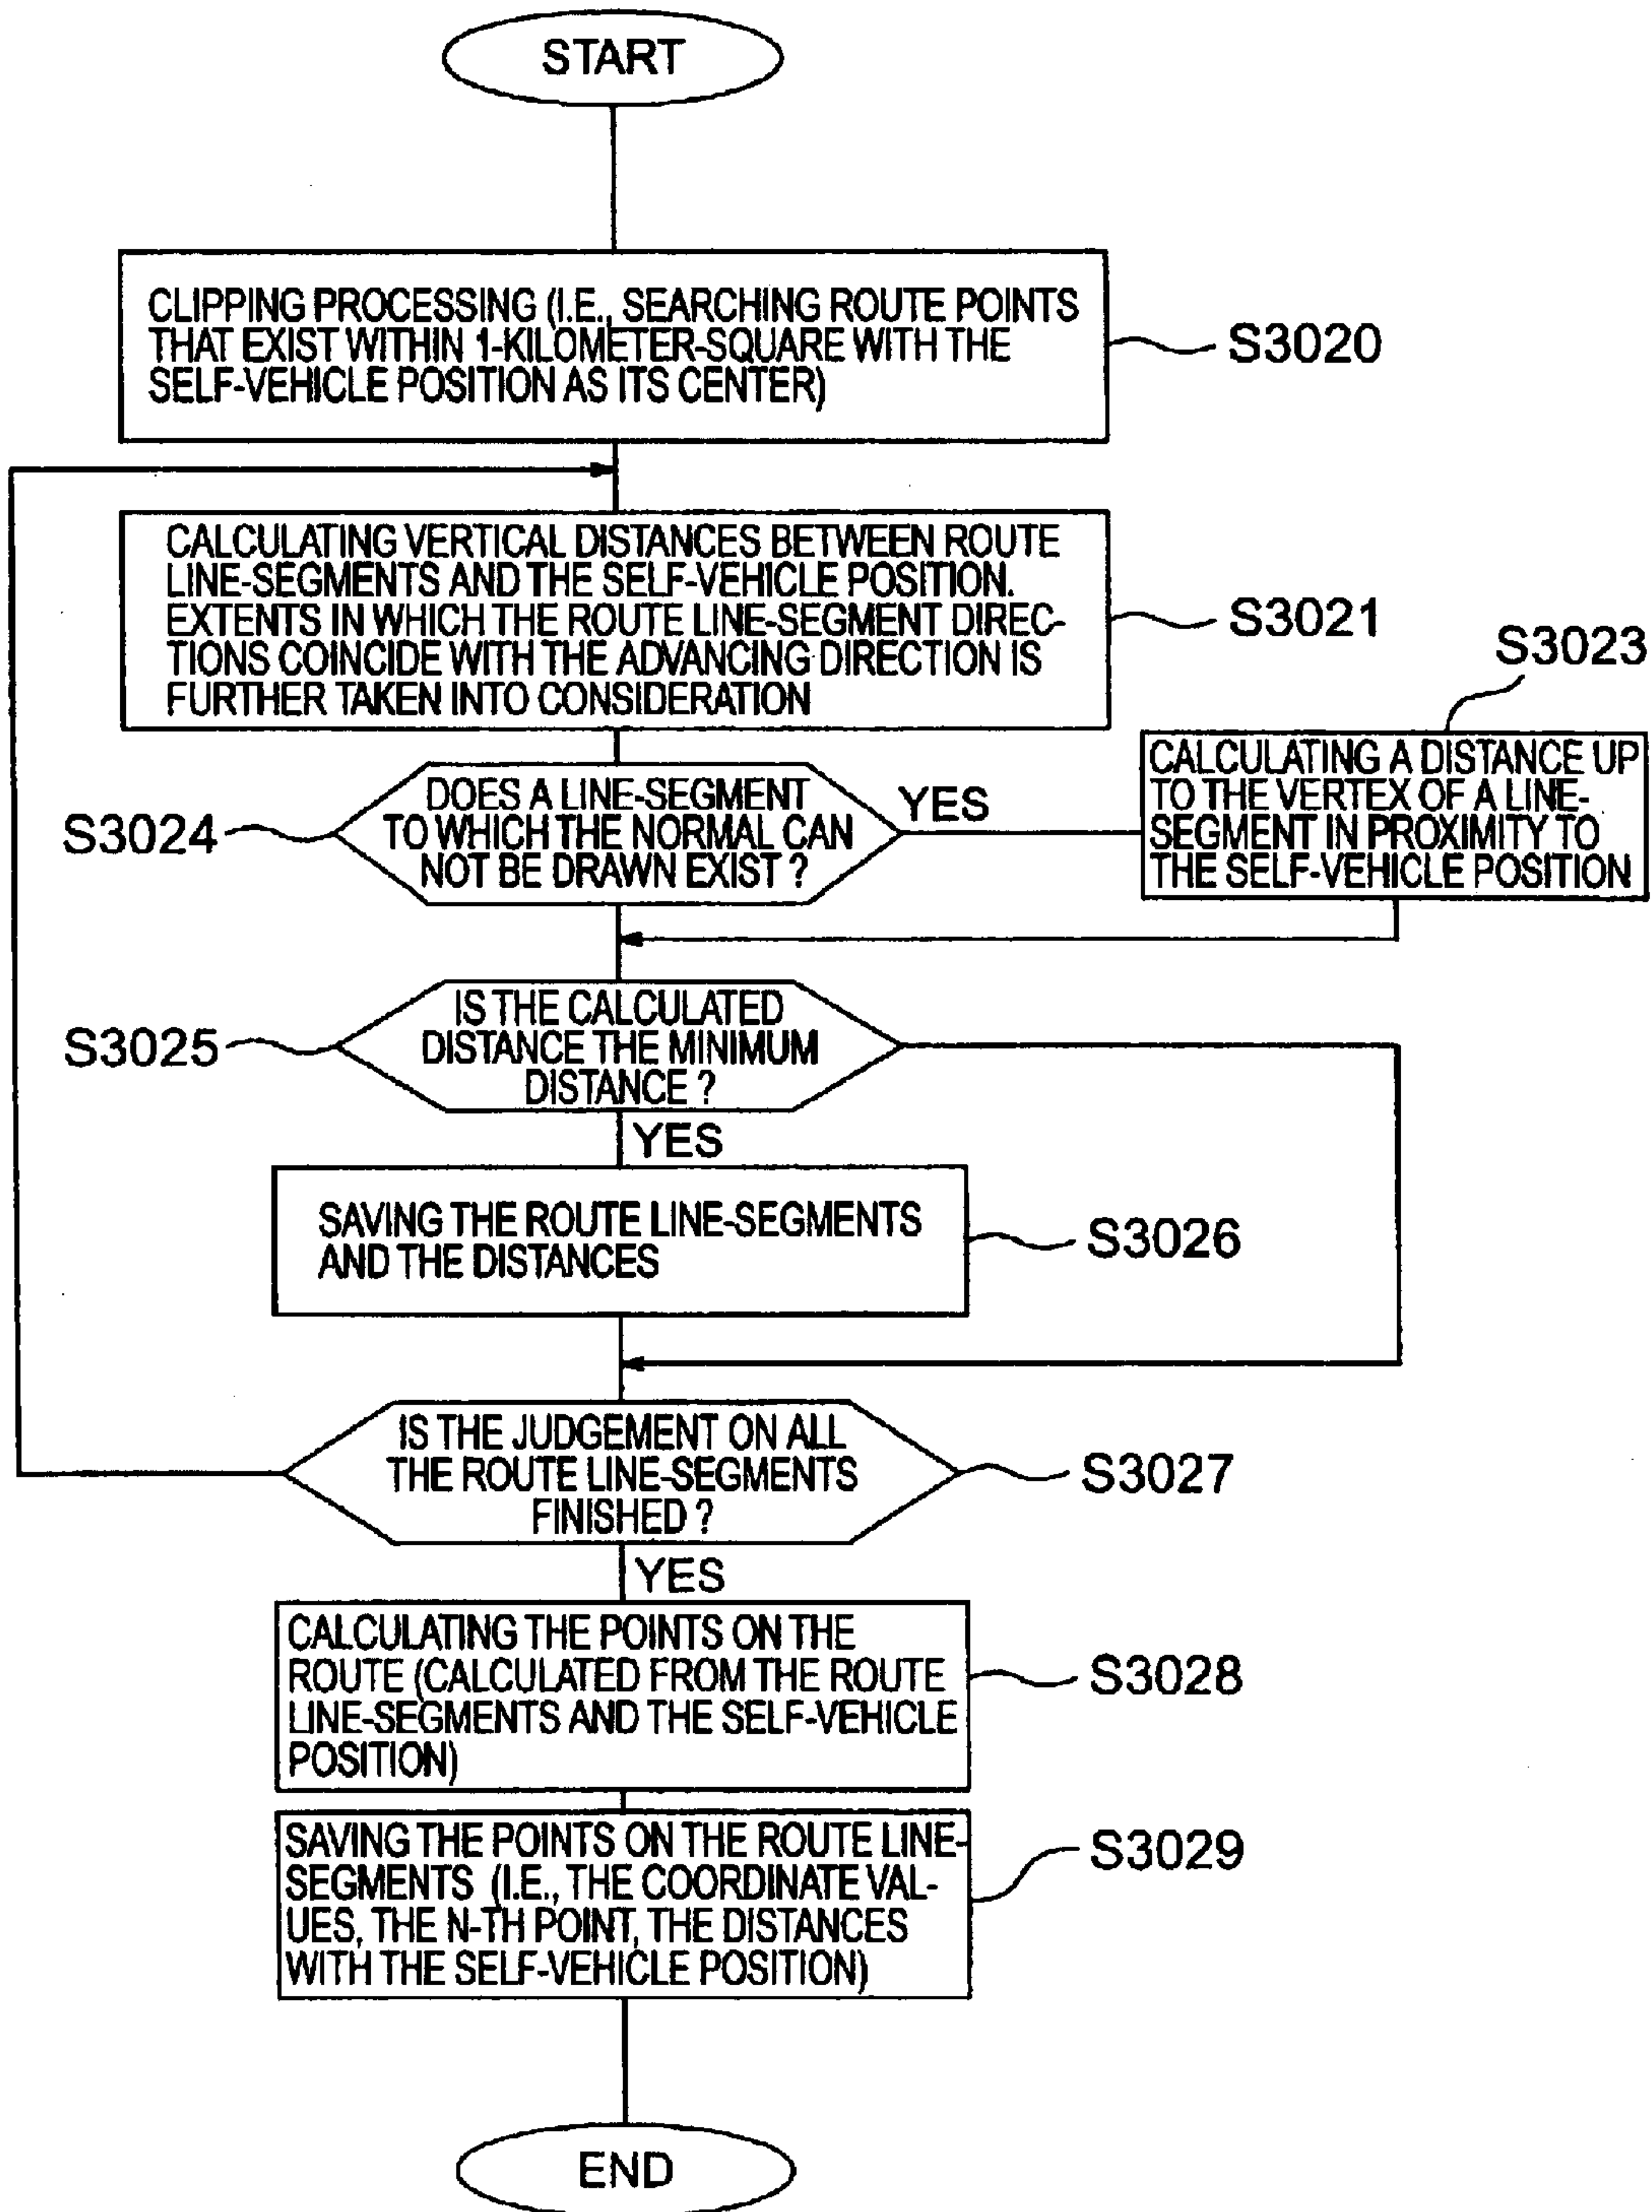 START
CLIPPING PROCESSING (I.E., SEARCHING ROUTE POINTS
THAT EXIST WITHIN 1-KILOMETER-SQUARE WITH THE
SELF-VEHICLE POSITION AS ITS CENTER)
S3020
CALCULATING VERTICAL DISTANCES BETWEEN ROUTE
LINE-SEGMENTS AND THE SELF-VEHICLE POSITION.
EXTENTS IN WHICH THE ROUTE LINE-SEGMENT DIREC-
TIONS COINCIDE WITH THE ADVANCING DIRECTION IS
FURTHER TAKEN INTO CONSIDERATION
S3021
S3023
CALCULATING A DISTANCE UP
TO THE VERTEX OF A LINE-
SEGMENT IN PROXIMITY TO
THE SELF-VEHICLE POSITION
S3024
DOES A LINE-SEGMENT
TO WHICH THE NORMAL CAN
NOT BE DRAWN EXIST ?
YES
S3025
IS THE CALCULATED
DISTANCE THE MINIMUM
DISTANCE ?
YES
SAVING THE ROUTE LINE-SEGMENTS
AND THE DISTANCES
S3026
IS THE JUDGEMENT ON ALL
THE ROUTE LINE-SEGMENTS
FINISHED ?
S3027
YES
CALCULATING THE POINTS ON THE
ROUTE (CALCULATED FROM THE ROUTE
LINE-SEGMENTS AND THE SELF-VEHICLE
POSITION)
S3028
SAVING THE POINTS ON THE ROUTE LINE-
SEGMENTS (I.E., THE COORDINATE VAL-
UES, THE N-TH POINT, THE DISTANCES
WITH THE SELF-VEHICLE POSITION)
S3029
END